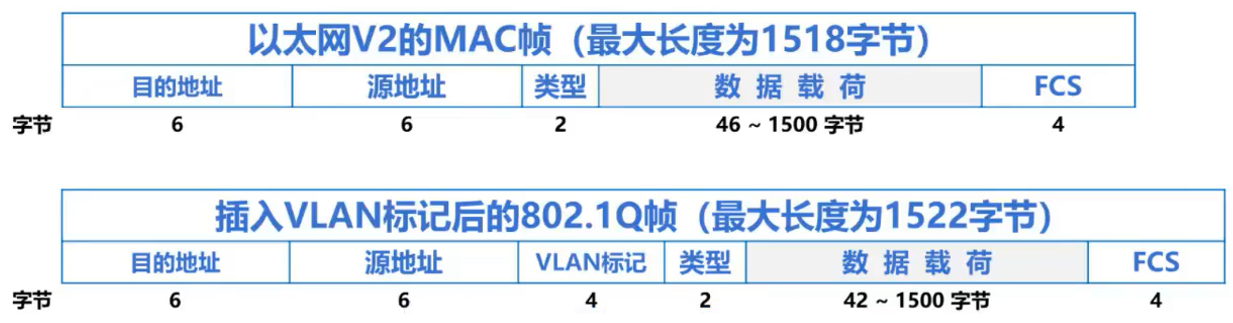 以太网V2的MAC帧（最大长度为1518字节）
目的地址 源地址 类型 数据载荷 FCS
字节 6 6 2 46 ~ 1500 字节 4
插入VLAN标记后的802.1Q帧（最大长度为1522字节）
目的地址 源地址 VLAN标记 类型 数据载荷 FCS
字节 6 6 4 2 42 ~ 1500 字节 4